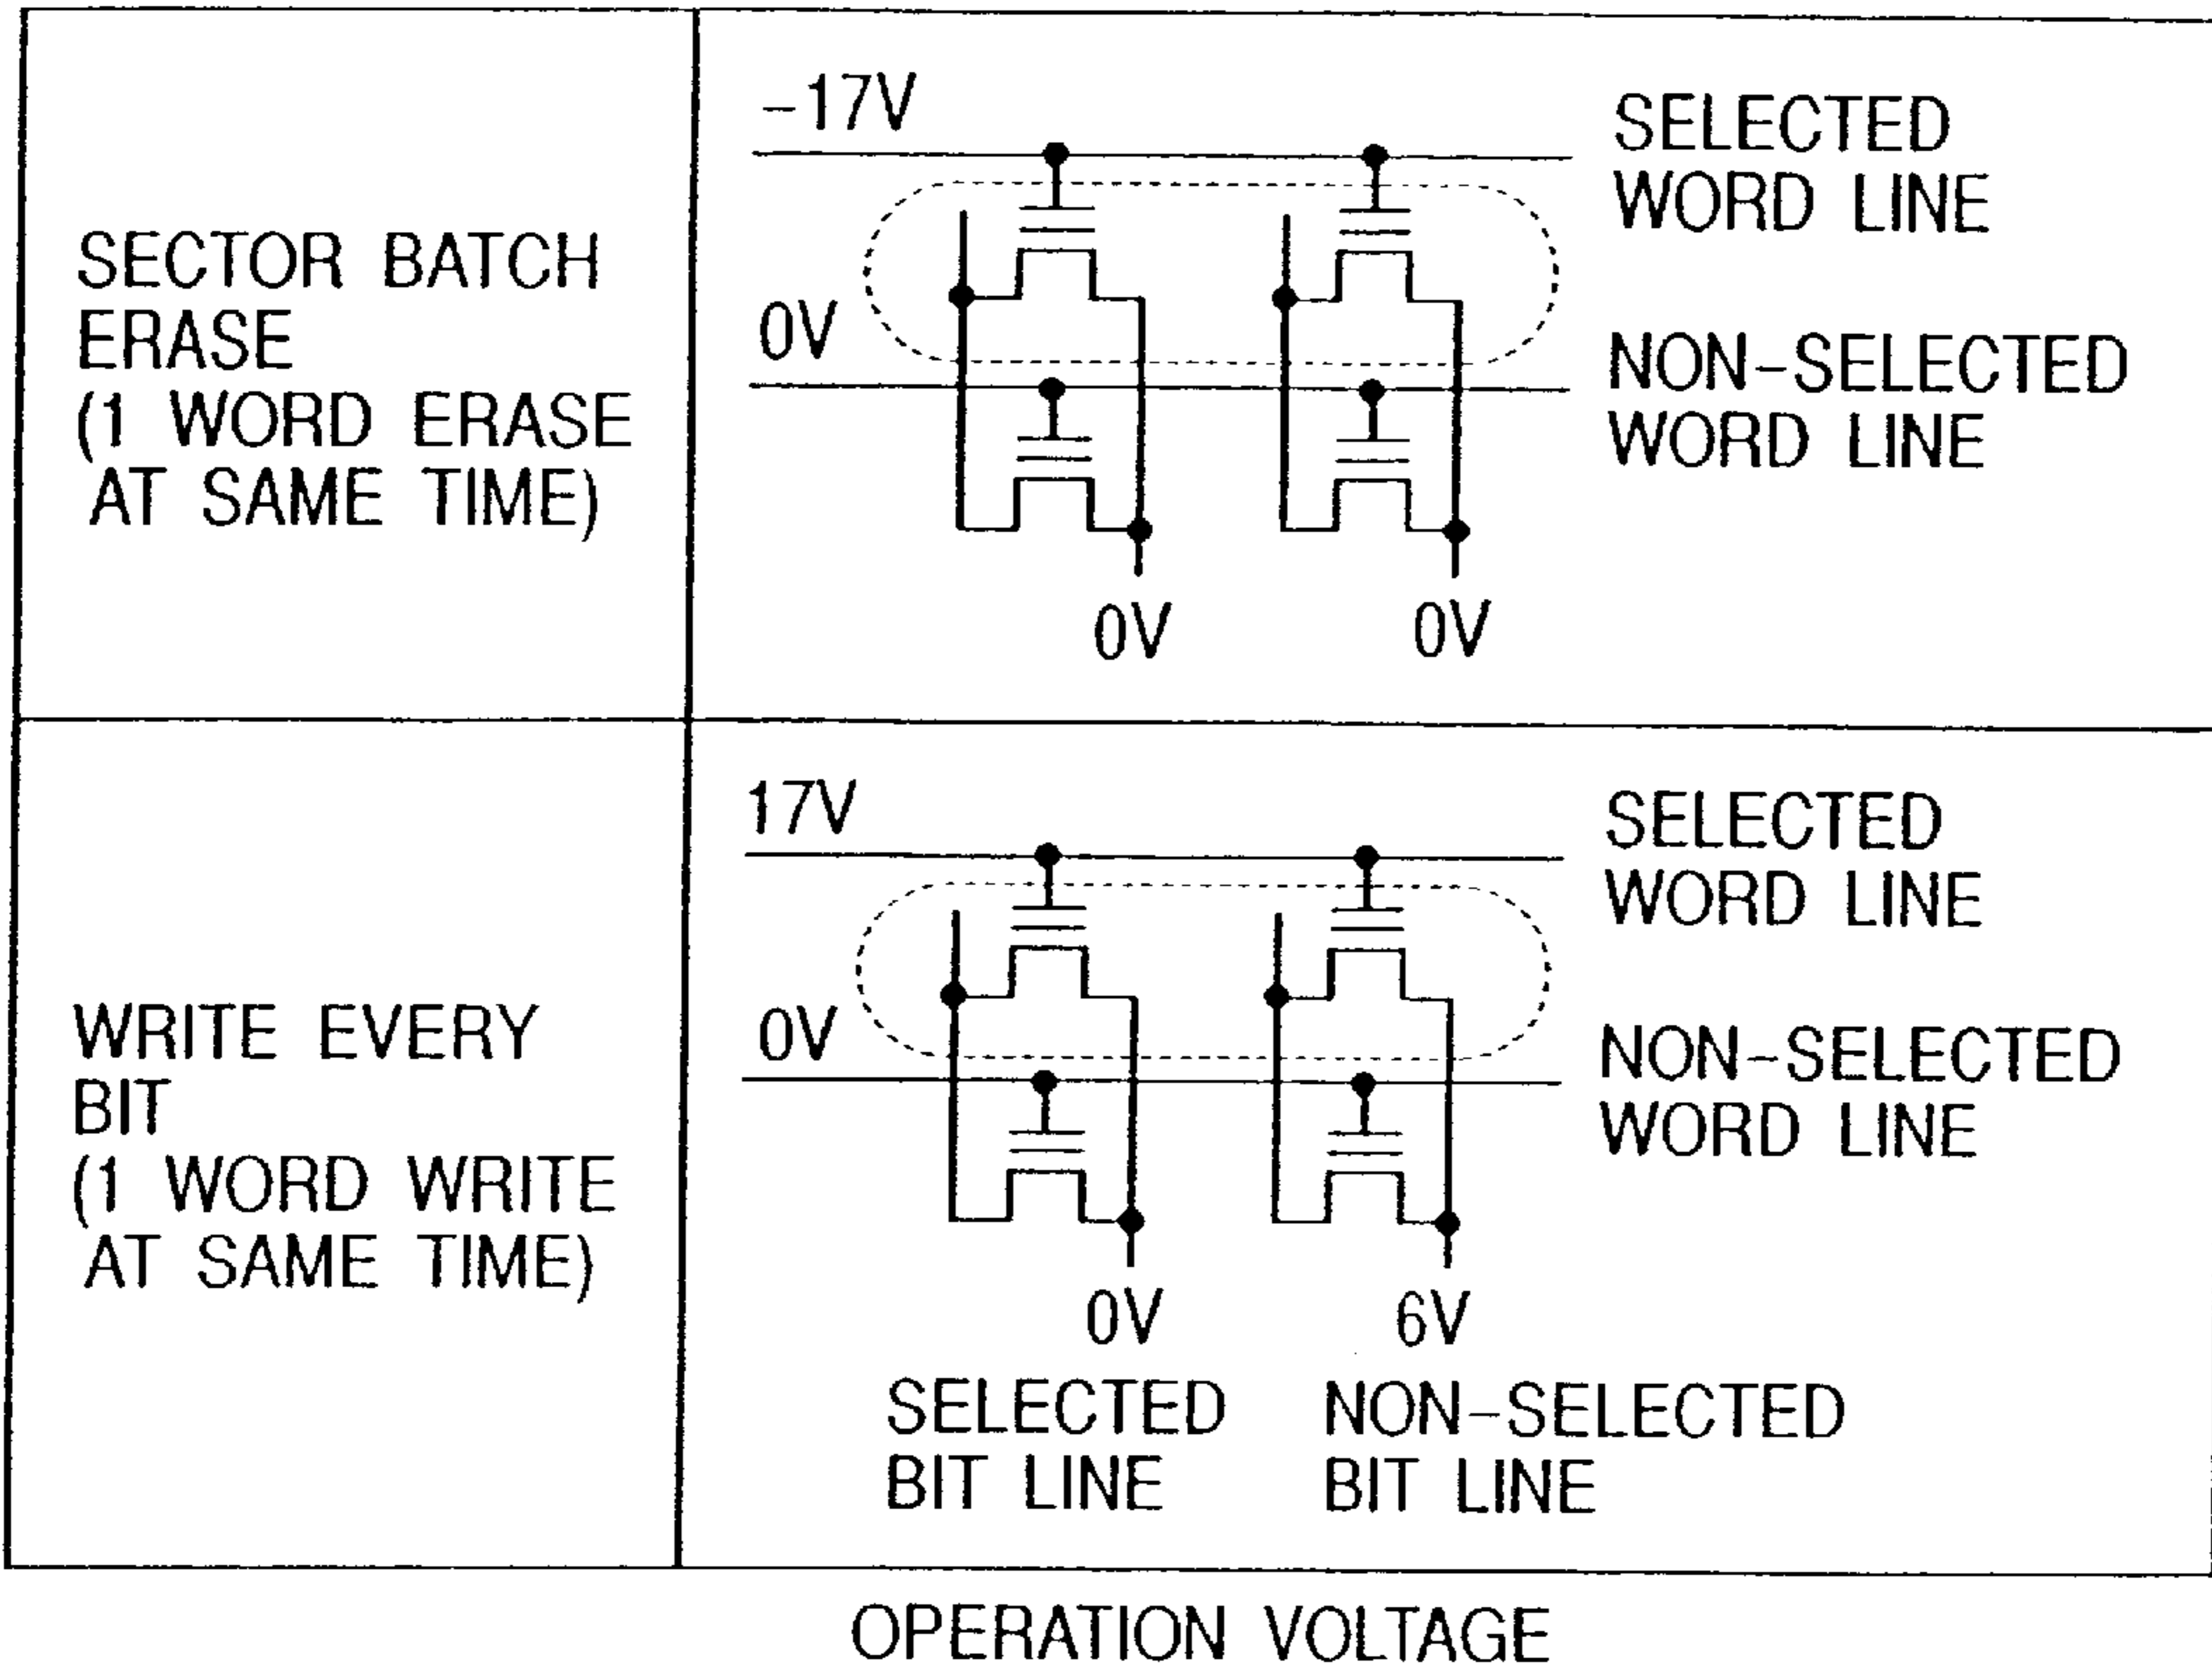 SECTOR BATCH
ERASE
(1 WORD ERASE
AT SAME TIME)
-17V
SELECTED
WORD LINE
0V
NON-SELECTED
WORD LINE
0V
0V
WRITE EVERY
BIT
(1 WORD WRITE
AT SAME TIME)
17V
SELECTED
WORD LINE
0V
NON-SELECTED
WORD LINE
0V
6V
SELECTED
BIT LINE
NON-SELECTED
BIT LINE
OPERATION VOLTAGE